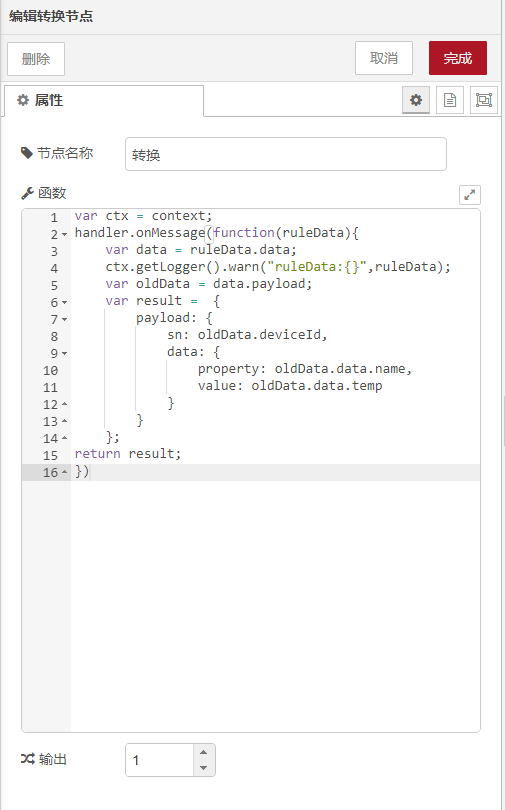 编辑转换节点
删除 取消 完成
属性
节点名称 转换
函数
1 var ctx = context;
2 handler.onMessage(function(ruleData){
3 var data = ruleData.data;
4 ctx.getLogger().warn("ruleData:{}",ruleData);
5 var oldData = data.payload;
6 var result =  {
7 payload: {
8 sn: oldData.deviceId,
9 data: {
10 property: oldData.data.name,
11 value: oldData.data.temp
12 }
13 }
14 };
15 return result;
16 })
输出 1